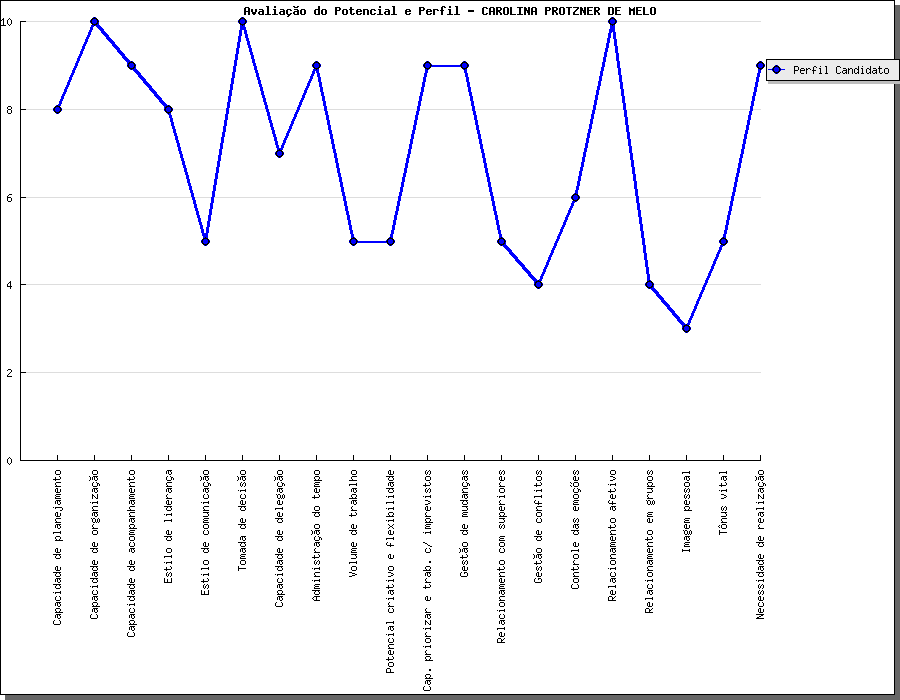 Avaliação do Potencial e Perfil - CAROLINA PROTZNER DE MELO
10
8
6
4
2
0
Perfil Candidato
Capacidade de planejamento
Capacidade de organização
Capacidade de acompanhamento
Estilo de liderança
Estilo de comunicação
Tomada de decisão
Capacidade de delegação
Administração do tempo
Volume de trabalho
Potencial criativo e flexibilidade
Cap. priorizar e trab. c/ imprevistos
Gestão de mudanças
Relacionamento com superiores
Gestão de conflitos
Controle das emoções
Relacionamento afetivo
Relacionamento em grupos
Imagem pessoal
Tônus vital
Necessidade de realização